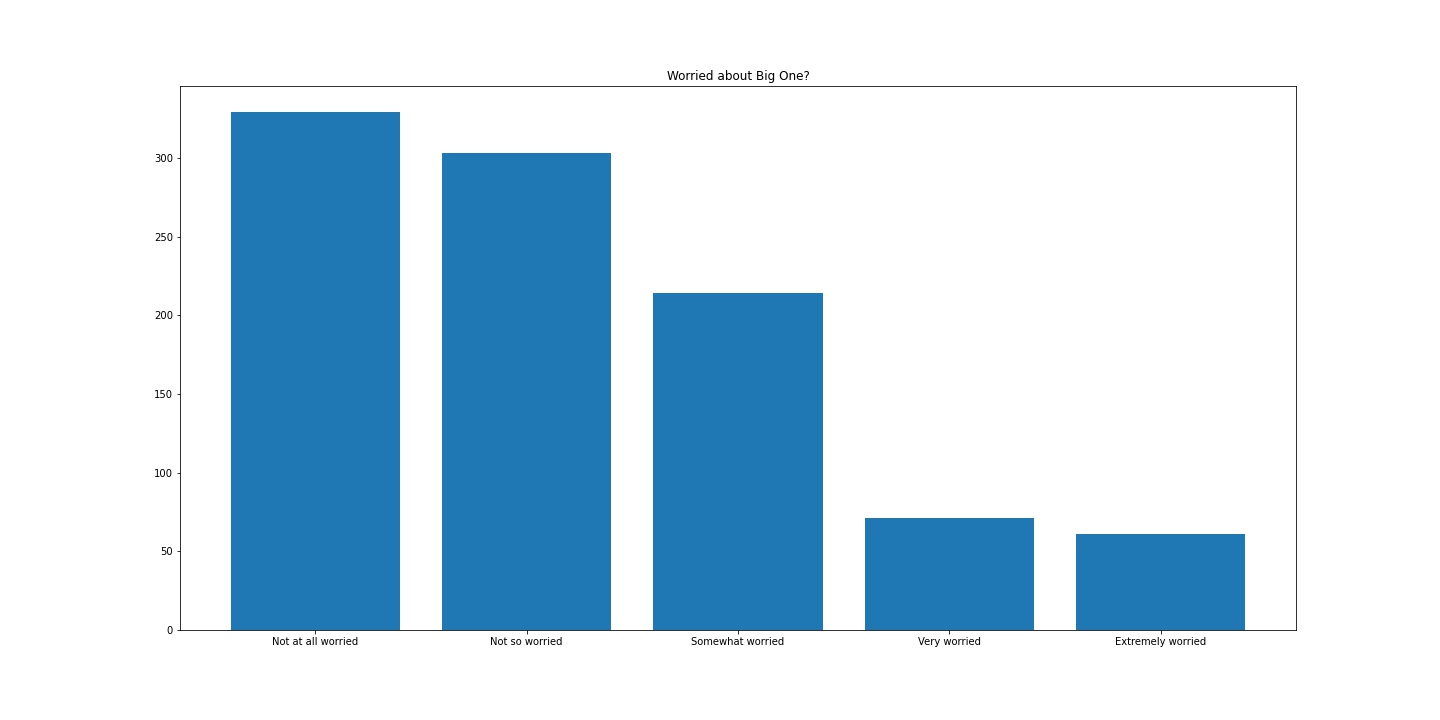 Worried about Big One?
300
250
200
150
100
50
0
Not at all worried
Not so worried
Somewhat worried
Very worried
Extremely worried